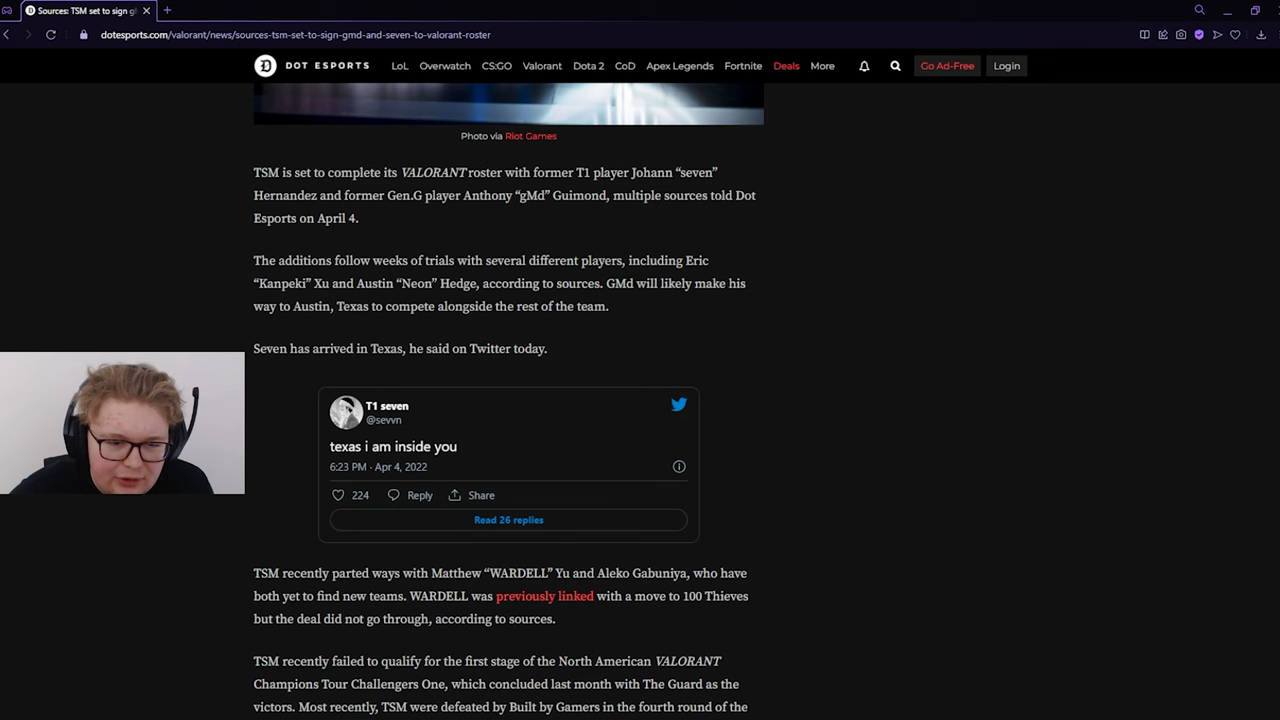 Sources: TSM set to sign g
dotesports.com/valorant/news/sources-tsm-set-to-sign-gmd-and-seven-to-valorant-roster
DOT ESPORTS LoL Overwatch CS:GO Valorant Dota 2 CoD Apex Legends Fortnite Deals More Go Ad-Free Login
Photo via Riot Games
TSM is set to complete its VALORANT roster with former T1 player Johann “seven”
Hernandez and former Gen.G player Anthony “gMd” Guimond, multiple sources told Dot
Esports on April 4.
The additions follow weeks of trials with several different players, including Eric
“Kanpeki” Xu and Austin “Neon” Hedge, according to sources. GMd will likely make his
way to Austin, Texas to compete alongside the rest of the team.
Seven has arrived in Texas, he said on Twitter today.
T1 seven
@sevvn
texas i am inside you
6:23 PM · Apr 4, 2022
224 Reply Share
Read 26 replies
TSM recently parted ways with Matthew “WARDELL” Yu and Aleko Gabuniya, who have
both yet to find new teams. WARDELL was previously linked with a move to 100 Thieves
but the deal did not go through, according to sources.
TSM recently failed to qualify for the first stage of the North American VALORANT
Champions Tour Challengers One, which concluded last month with The Guard as the
victors. Most recently, TSM were defeated by Built by Gamers in the fourth round of the